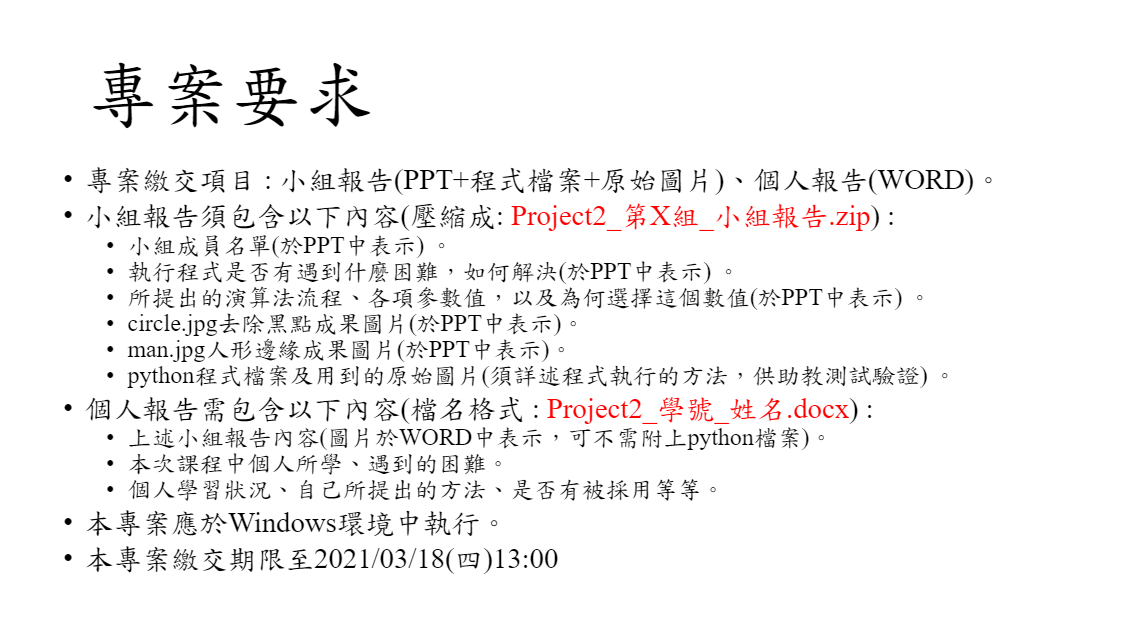 專案要求
• 專案繳交項目 : 小組報告(PPT+程式檔案+原始圖片)、個人報告(WORD)。
• 小組報告須包含以下內容(壓縮成: Project2_第X組_小組報告.zip) :
• 小組成員名單(於PPT中表示) 。
• 執行程式是否有遇到什麼困難，如何解決(於PPT中表示) 。
• 所提出的演算法流程、各項參數值，以及為何選擇這個數值(於PPT中表示) 。
• circle.jpg去除黑點成果圖片(於PPT中表示)。
• man.jpg人形邊緣成果圖片(於PPT中表示)。
• python程式檔案及用到的原始圖片(須詳述程式執行的方法，供助教測試驗證) 。
• 個人報告需包含以下內容(檔名格式 : Project2_學號_姓名.docx) :
• 上述小組報告內容(圖片於WORD中表示，可不需附上python檔案)。
• 本次課程中個人所學、遇到的困難。
• 個人學習狀況、自己所提出的方法、是否有被採用等等。
• 本專案應於Windows環境中執行。
• 本專案繳交期限至2021/03/18(四)13:00